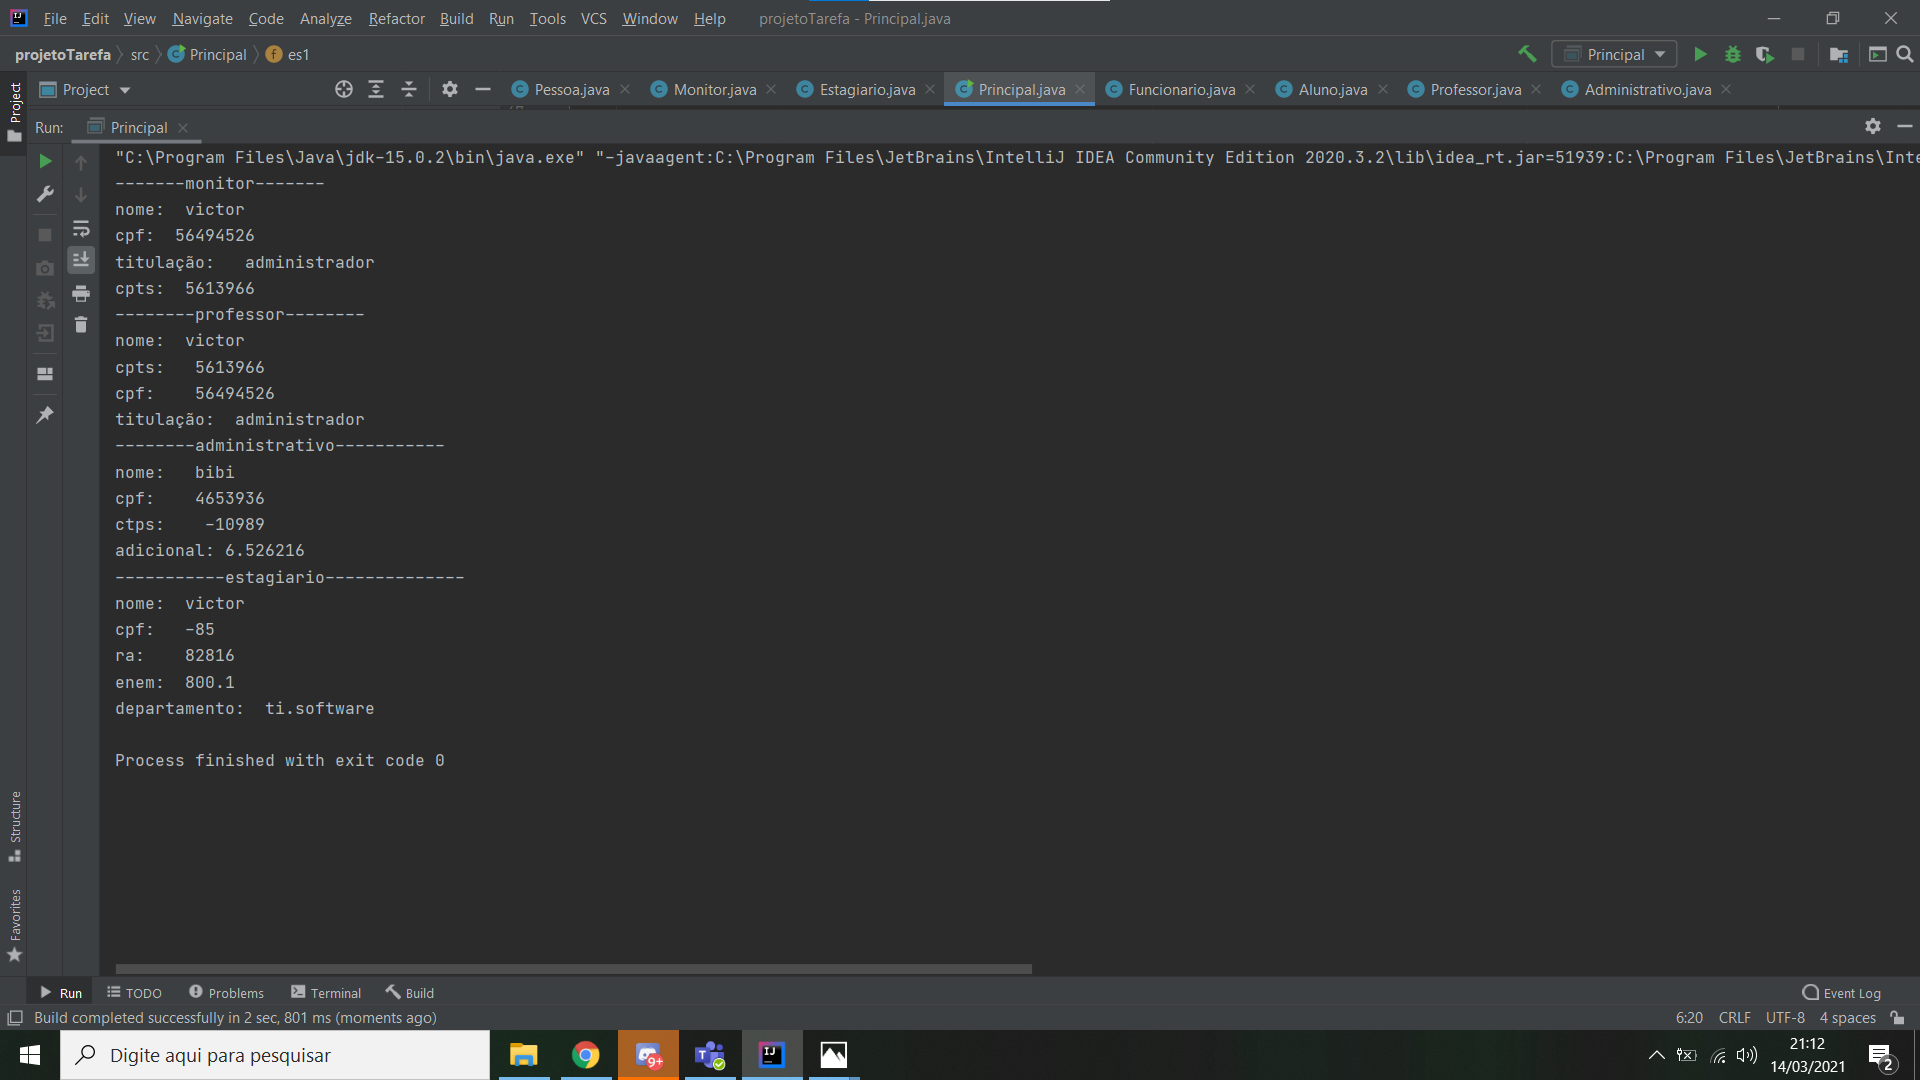 File Edit View Navigate Code Analyze Refactor Build Run Tools VCS Window Help projetoTarefa - Principal.java
projetoTarefa src Principal es1 Principal
Project Pessoa.java Monitor.java Estagiario.java Principal.java Funcionario.java Aluno.java Professor.java Administrativo.java
Project
Run: Principal
"C:\Program Files\Java\jdk-15.0.2\bin\java.exe" "-javaagent:C:\Program Files\JetBrains\IntelliJ IDEA Community Edition 2020.3.2\lib\idea_rt.jar=51939:C:\Program Files\JetBrains\Inte
-------monitor-------
nome:  victor
cpf:  56494526
titulação:   administrador
cpts:  5613966
--------professor--------
nome:  victor
cpts:   5613966
cpf:    56494526
titulação:  administrador
--------administrativo-----------
nome:   bibi
cpf:    4653936
ctps:    -10989
adicional: 6.526216
-----------estagiario--------------
nome:  victor
cpf:   -85
ra:    82816
enem:  800.1
departamento:  ti.software
Process finished with exit code 0
Structure
Favorites
Run TODO Problems Terminal Build Event Log
Build completed successfully in 2 sec, 801 ms (moments ago) 6:20 CRLF UTF-8 4 spaces
Digite aqui para pesquisar 9+ 21:12
14/03/2021 2